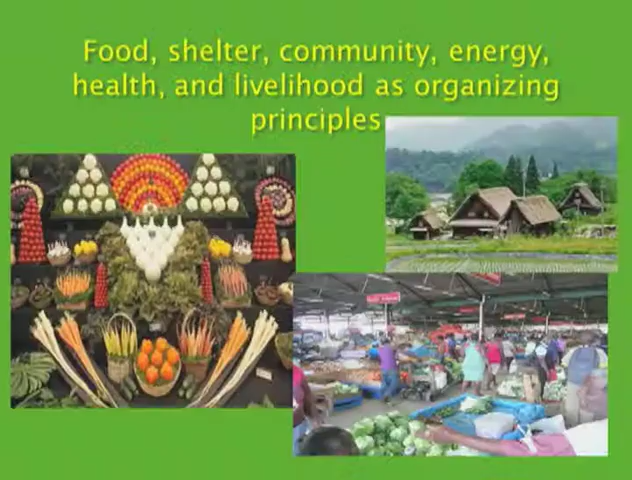 Food, shelter, community, energy,
health, and livelihood as organizing
principles